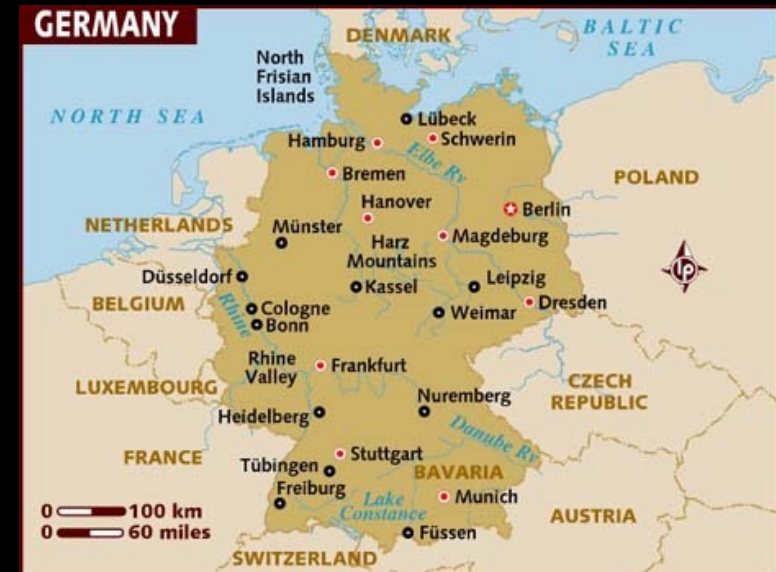 GERMANY
DENMARK
BALTIC
SEA
North
Frisian
Islands
NORTH SEA
Lübeck
Hamburg
Schwerin
Elbe Rv
Bremen
POLAND
Hanover
Berlin
NETHERLANDS
Münster
Magdeburg
Harz
Mountains
Düsseldorf
Kassel
Leipzig
LP
BELGIUM
Rhine
Cologne
Weimar
Dresden
Bonn
Rhine
Valley
Frankfurt
LUXEMBOURG
CZECH
REPUBLIC
Heidelberg
Nuremberg
Danube Rv
FRANCE
Stuttgart
Tübingen
BAVARIA
Freiburg
Lake
Constance
Munich
0 100 km
0 60 miles
AUSTRIA
Füssen
SWITZERLAND